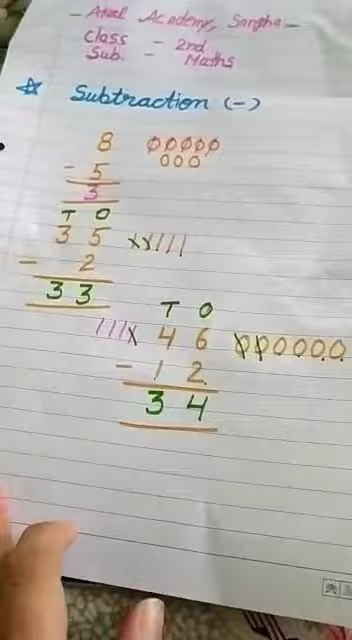 - Atal Academy, Sargha -
Class - 2nd
Sub. - Maths
Subtraction (-)
8
- 5
3
T O
3 5
- 2
3 3
T O
4 6
- 1 2
3 4